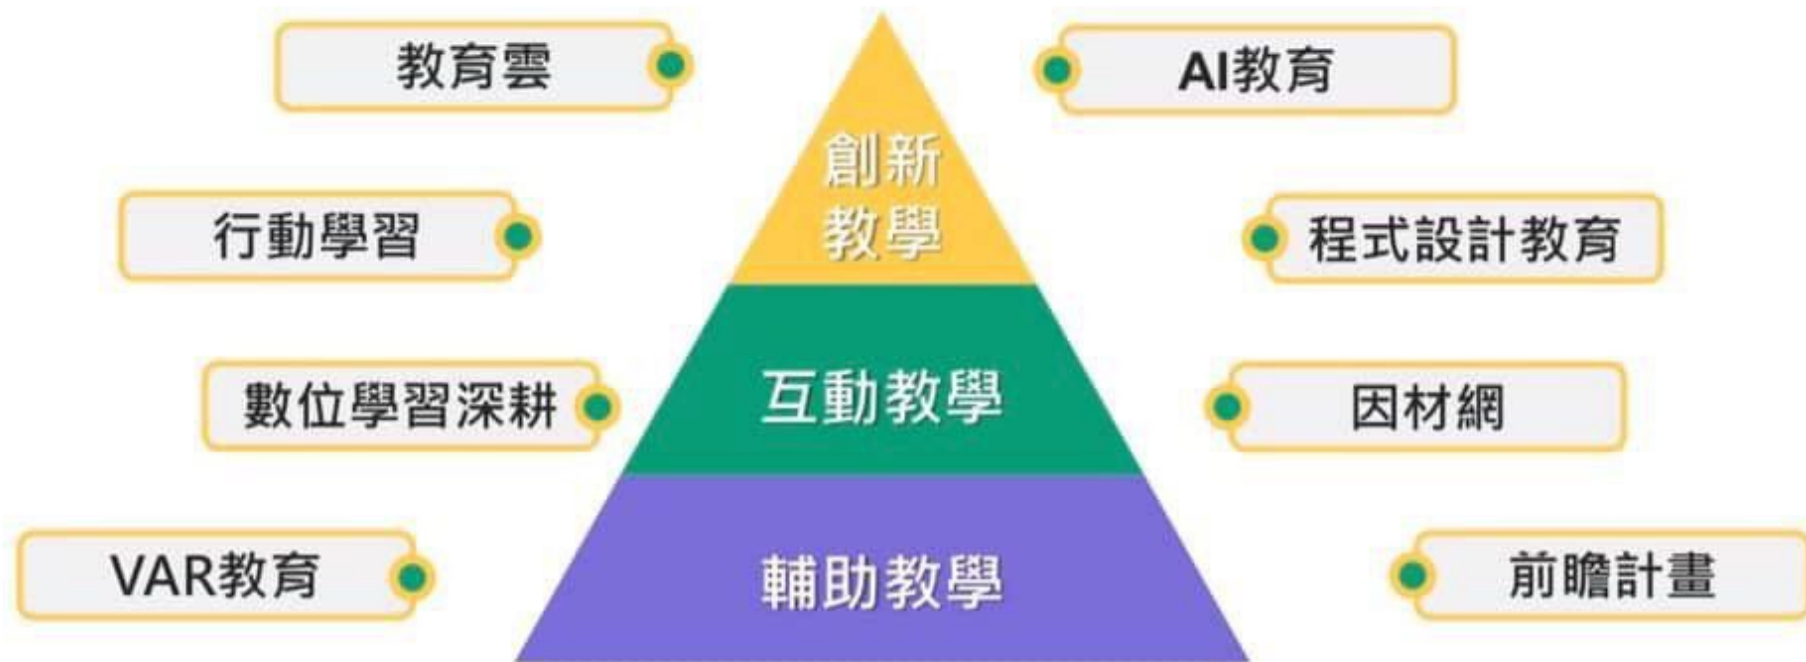 教育雲
AI教育
創新
教學
行動學習
程式設計教育
互動教學
數位學習深耕
因材網
VAR教育
輔助教學
前瞻計畫